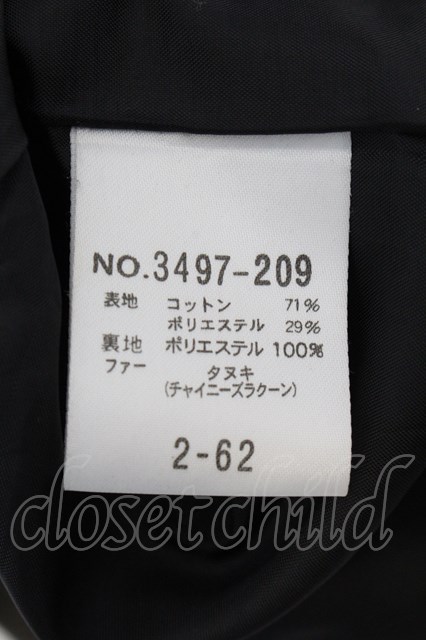 NO.3497-209
表地 コットン 71%
ポリエステル 29%
裏地 ポリエステル 100%
ファー タヌキ
(チャイニーズラクーン)
2-62
closetchild